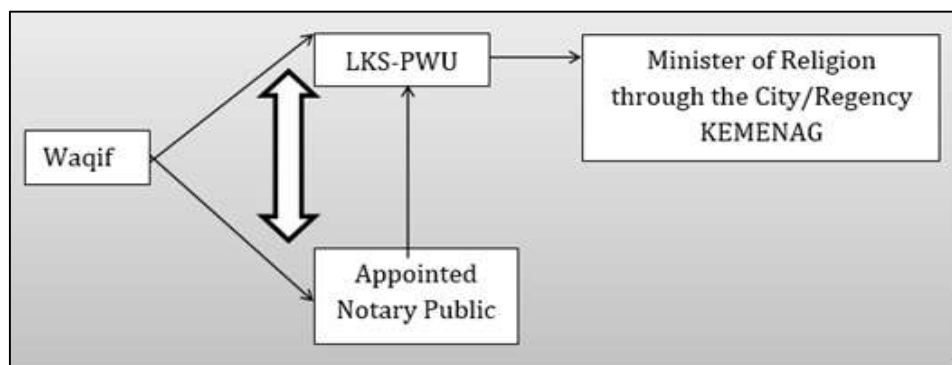 LKS-PWU
Minister of Religion
through the City/Regency
KEMENAG
Waqif
Appointed
Notary Public